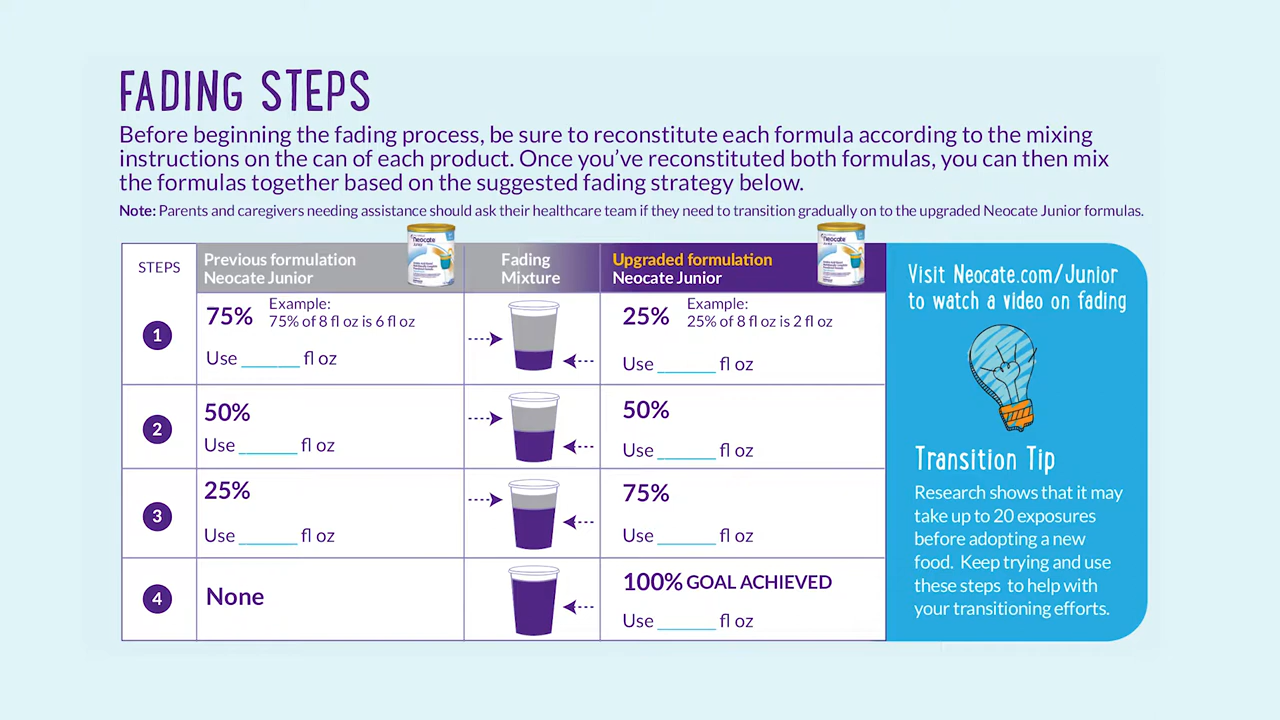 FADING STEPS
Before beginning the fading process, be sure to reconstitute each formula according to the mixing
instructions on the can of each product. Once you've reconstituted both formulas, you can then mix
the formulas together based on the suggested fading strategy below.
Note: Parents and caregivers needing assistance should ask their healthcare team if they need to transition gradually on to the upgraded Neocate Junior formulas.
STEPS
Previous formulation
Neocate Junior
neocate
Fading
Mixture
Upgraded formulation
Neocate Junior
neocate
1
75%
Example:
75% of 8 fl oz is 6 fl oz
Use ______ fl oz
25%
Example:
25% of 8 fl oz is 2 fl oz
Use ______ fl oz
2
50%
Use ______ fl oz
50%
Use ______ fl oz
3
25%
Use ______ fl oz
75%
Use ______ fl oz
4
None
100% GOAL ACHIEVED
Use ______ fl oz
Visit Neocate.com/Junior
to watch a video on fading
Transition Tip
Research shows that it may
take up to 20 exposures
before adopting a new
food. Keep trying and use
these steps to help with
your transitioning efforts.